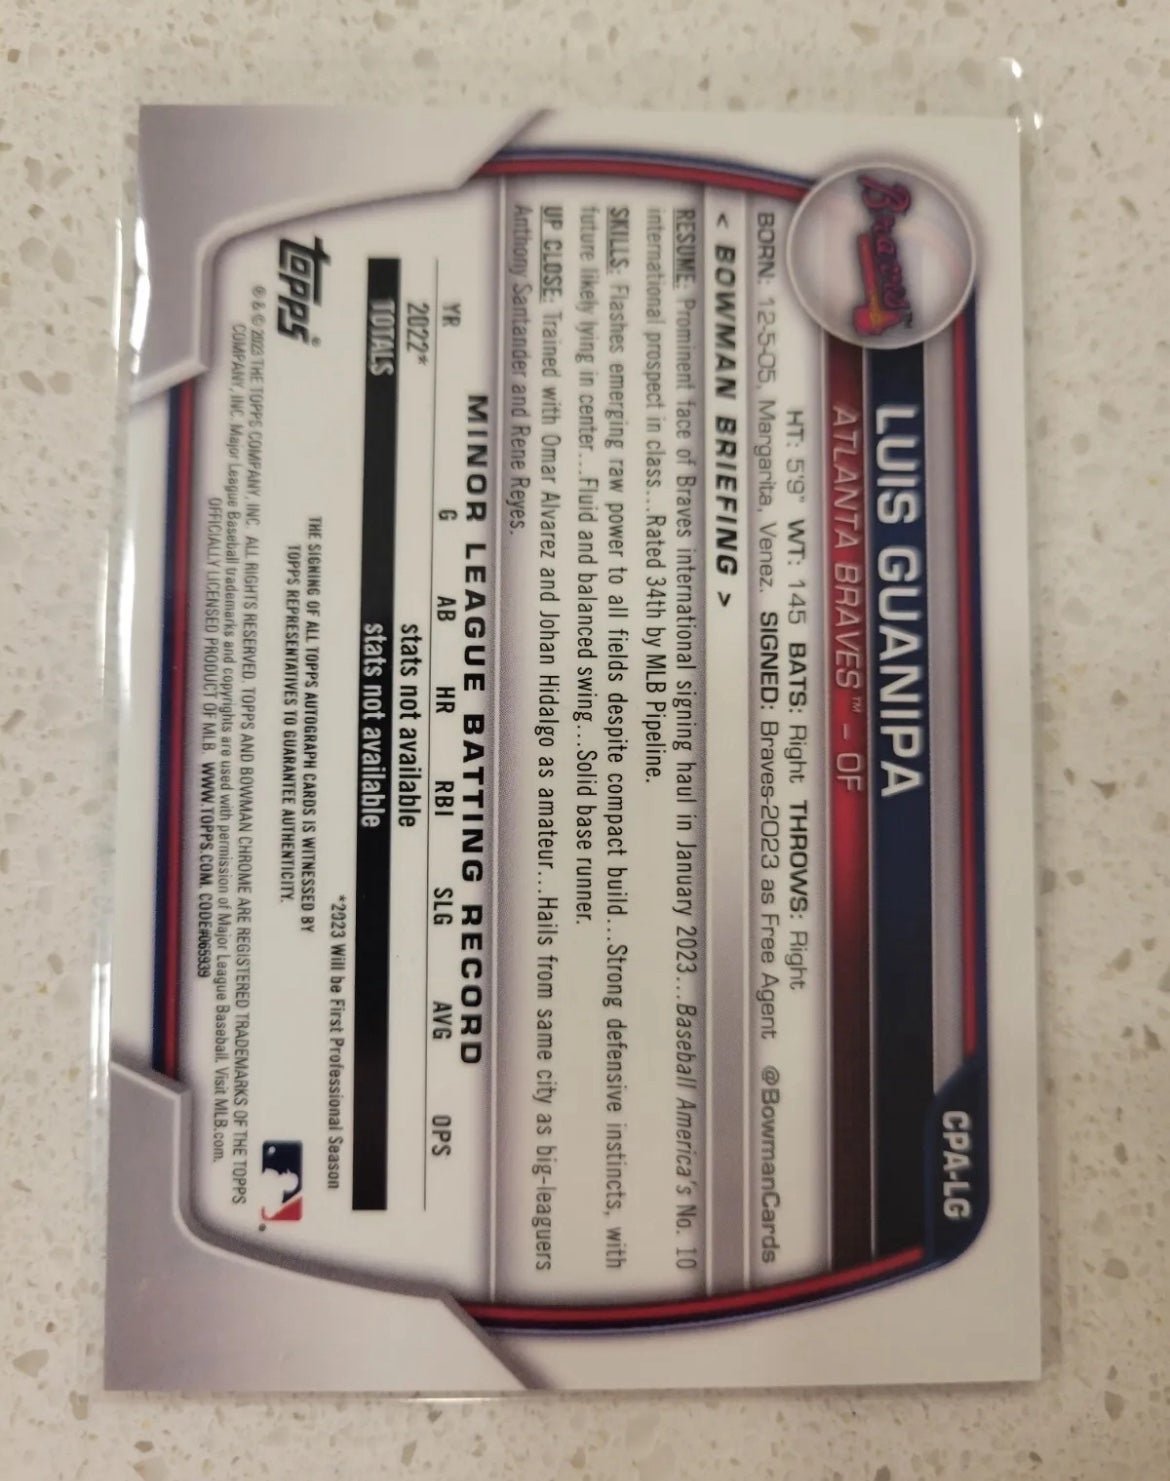 CPA-LG
Braves™
LUIS GUANIPA
ATLANTA BRAVES™ – OF
HT: 5'9" WT: 145 BATS: Right THROWS: Right
BORN: 12-5-05, Margarita, Venez. SIGNED: Braves-2023 as Free Agent @BowmanCards
< BOWMAN BRIEFING >
RESUME: Prominent face of Braves international signing haul in January 2023...Baseball America's No. 10
international prospect in class...Rated 34th by MLB Pipeline.
SKILLS: Flashes emerging raw power to all fields despite compact build...Strong defensive instincts, with
future likely lying in center...Fluid and balanced swing...Solid base runner.
UP CLOSE: Trained with Omar Alvarez and Johan Hidalgo as amateur...Hails from same city as big-leaguers
Anthony Santander and Rene Reyes.
MINOR LEAGUE BATTING RECORD
YR G AB HR RBI SLG AVG OPS
2022* stats not available
TOTALS stats not available
*2023 Will be First Professional Season
TOPPS®
THE SIGNING OF ALL TOPPS AUTOGRAPH CARDS IS WITNESSED BY
TOPPS REPRESENTATIVES TO GUARANTEE AUTHENTICITY.
® & © 2023 THE TOPPS COMPANY, INC. ALL RIGHTS RESERVED. TOPPS AND BOWMAN CHROME ARE REGISTERED TRADEMARKS OF THE TOPPS
COMPANY, INC. Major League Baseball trademarks and copyrights are used with permission of Major League Baseball. Visit MLB.com.
OFFICIALLY LICENSED PRODUCT OF MLB WWW.TOPPS.COM. CODE#065939